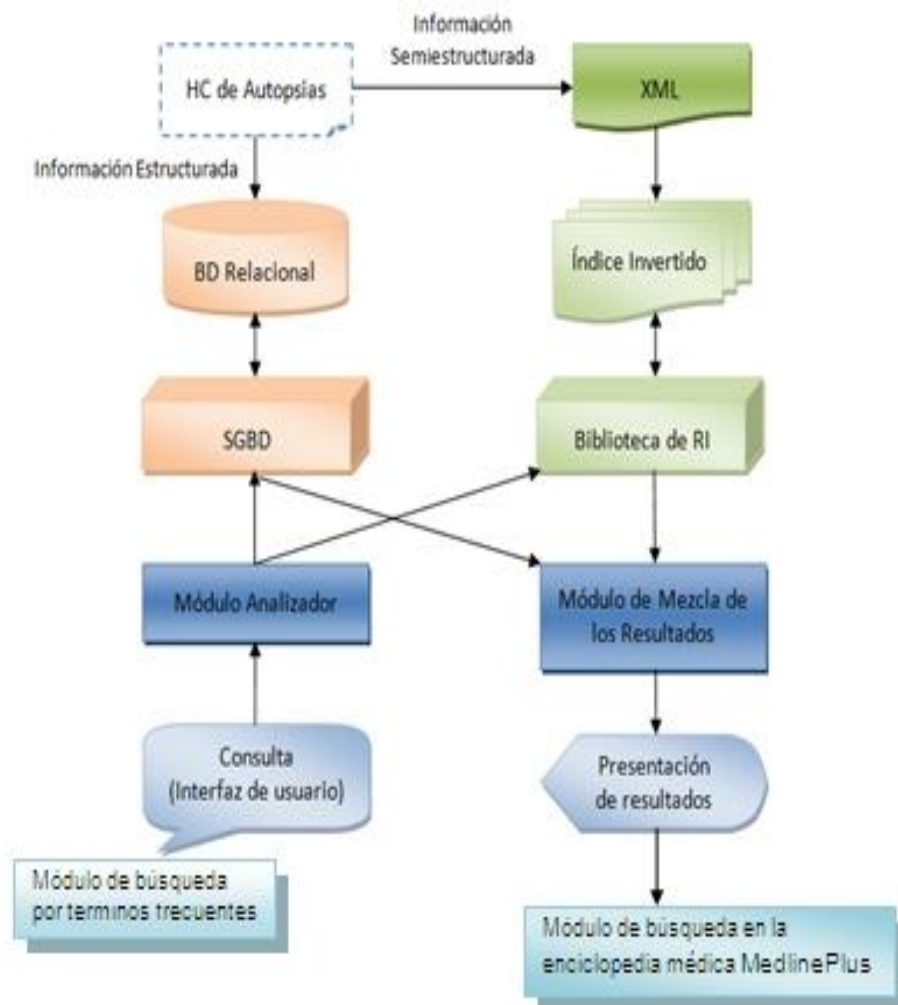 Información
Semiestructurada
HC de Autopsias
XML
Información Estructurada
BD Relacional
Índice Invertido
SGBD
Biblioteca de RI
Módulo Analizador
Módulo de Mezcla de
los Resultados
Consulta
(Interfaz de usuario)
Presentación
de resultados
Módulo de búsqueda
por terminos frecuentes
Módulo de búsqueda en la
enciclopedia médica MedlinePlus